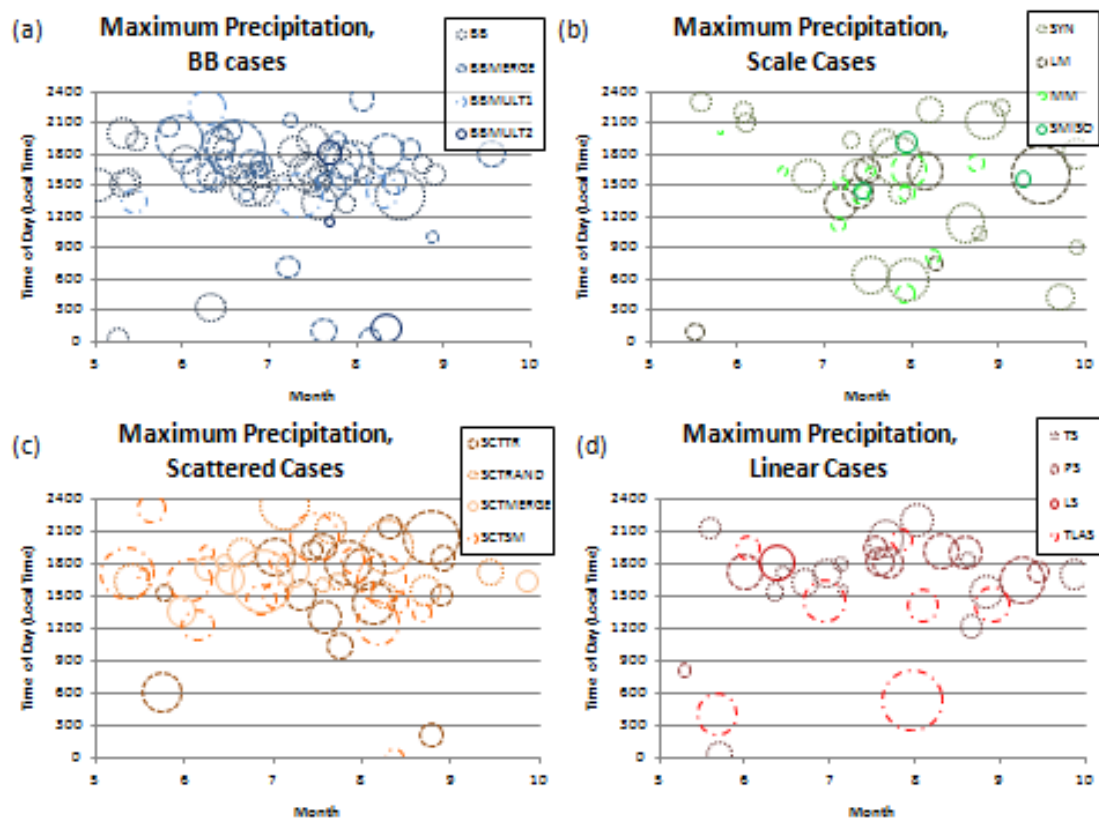 (a)
Maximum Precipitation,
BB cases
BB
BBMERGE
BBMULT1
BBMULT2
Time of Day (Local Time)
2400
2100
1800
1500
1200
900
600
300
0
5 6 7 8 9 10
Month
(b)
Maximum Precipitation,
Scale Cases
SYN
LM
MM
SMISO
Time of Day (Local Time)
2400
2100
1800
1500
1200
900
600
300
0
5 6 7 8 9 10
Month
(c)
Maximum Precipitation,
Scattered Cases
SCTTR
SCTRAND
SCTMERGE
SCTSM
Time of Day (Local Time)
2400
2100
1800
1500
1200
900
600
300
0
5 6 7 8 9 10
Month
(d)
Maximum Precipitation,
Linear Cases
TS
PS
LS
TLAS
Time of Day (Local Time)
2400
2100
1800
1500
1200
900
600
300
0
5 6 7 8 9 10
Month